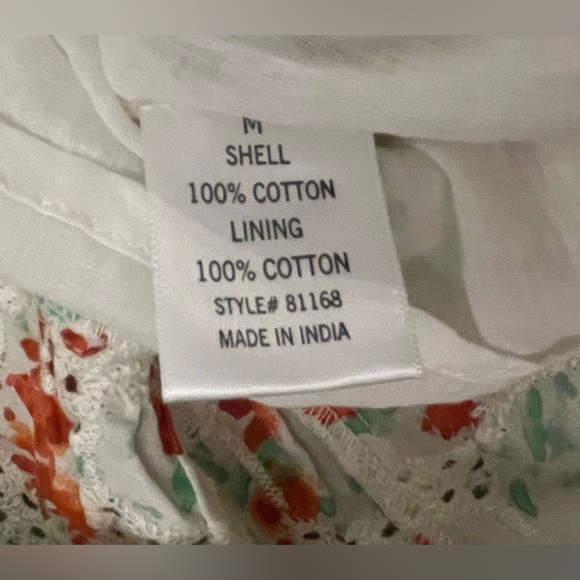 M
SHELL
100% COTTON
LINING
100% COTTON
STYLE# 81168
MADE IN INDIA